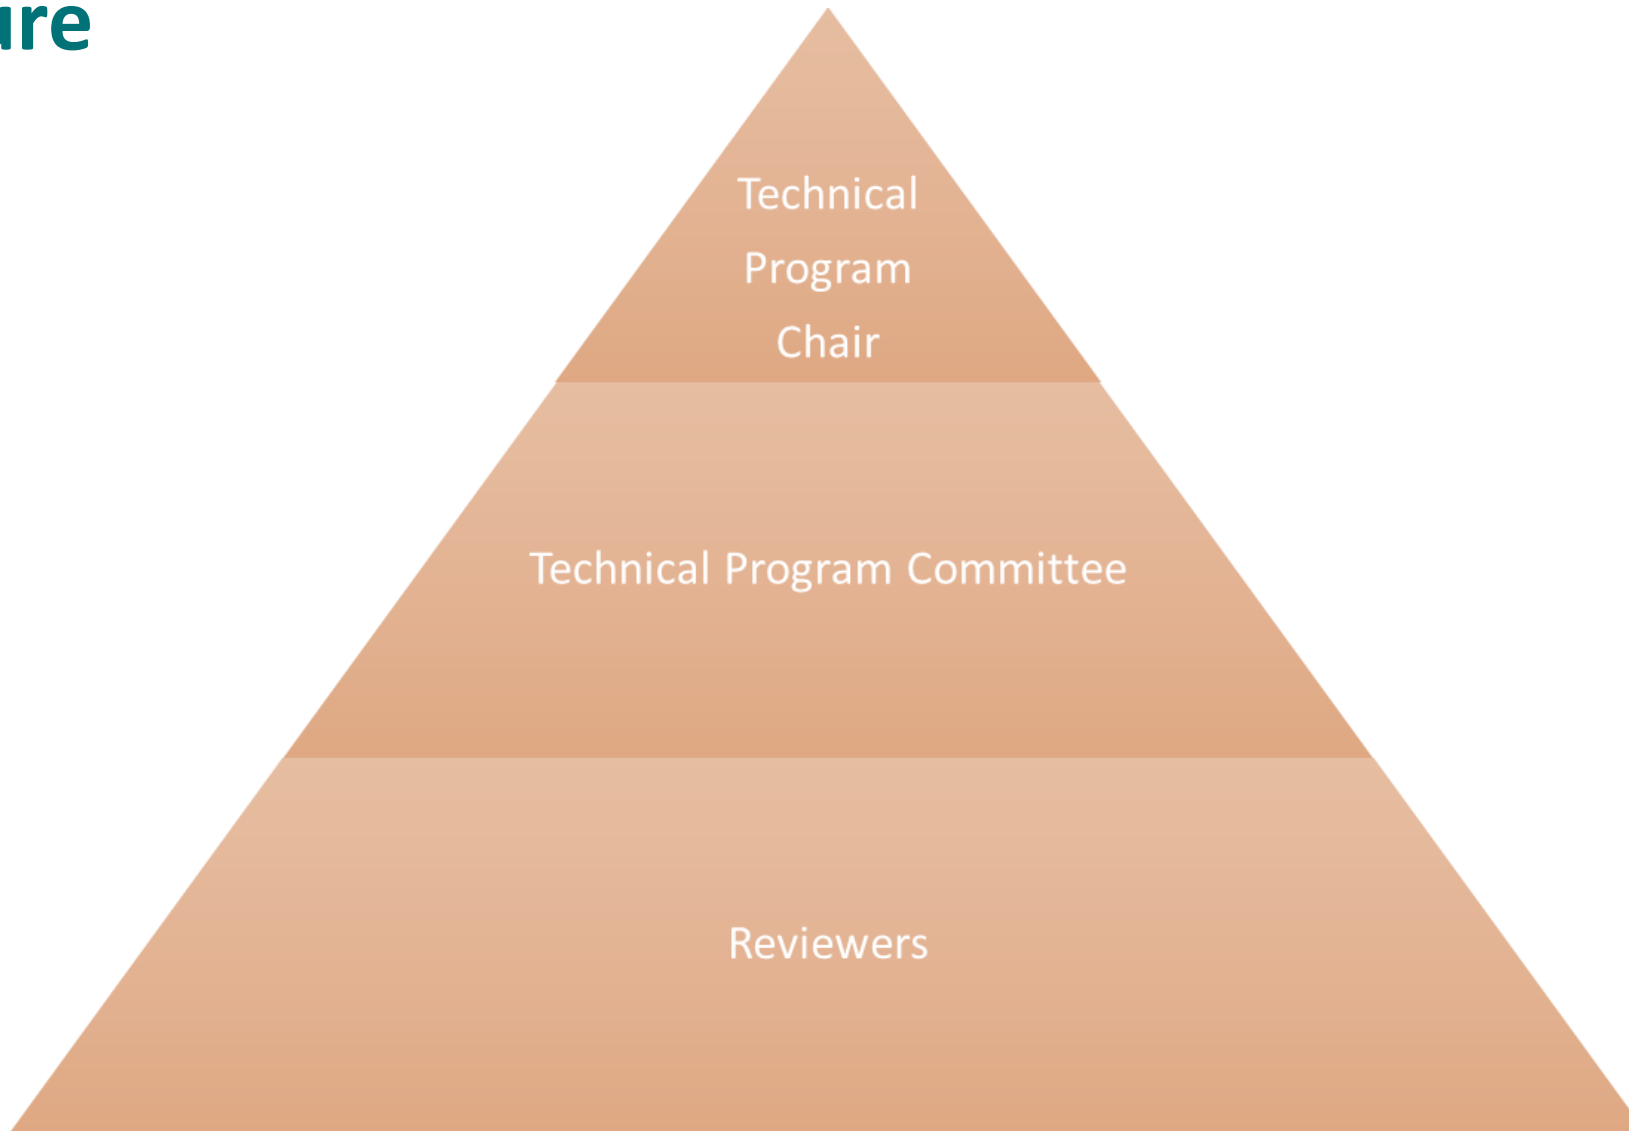 ure
Technical
Program
Chair
Technical Program Committee
Reviewers